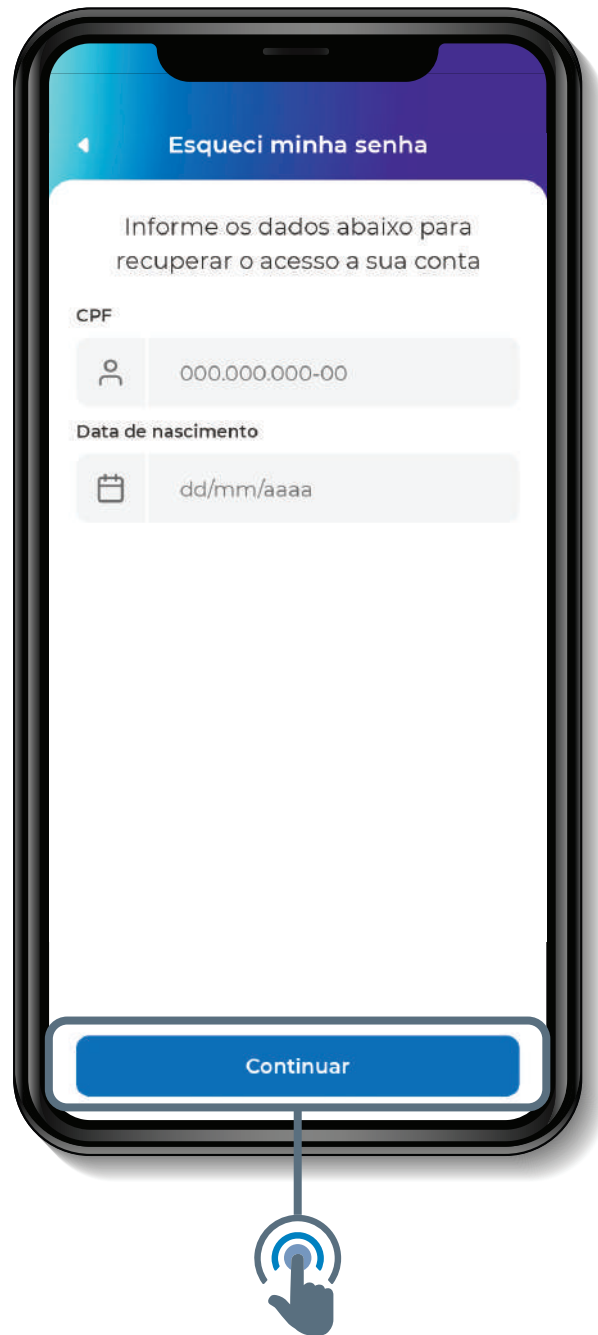 Esqueci minha senha
Informe os dados abaixo para
recuperar o acesso a sua conta
CPF
000.000.000-00
Data de nascimento
dd/mm/aaaa
Continuar